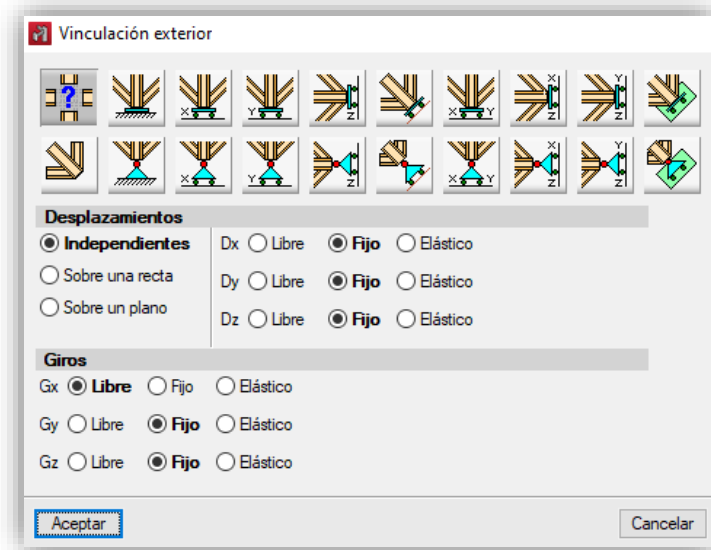 Vinculación exterior
? X Y Z X Y X Z Y Z
X Y Z X Y X Z Y Z
Desplazamientos
Independientes Dx Libre Fijo Elástico
Sobre una recta
Dy Libre Fijo Elástico
Sobre un plano
Dz Libre Fijo Elástico
Giros
Gx Libre Fijo Elástico
Gy Libre Fijo Elástico
Gz Libre Fijo Elástico
Aceptar Cancelar